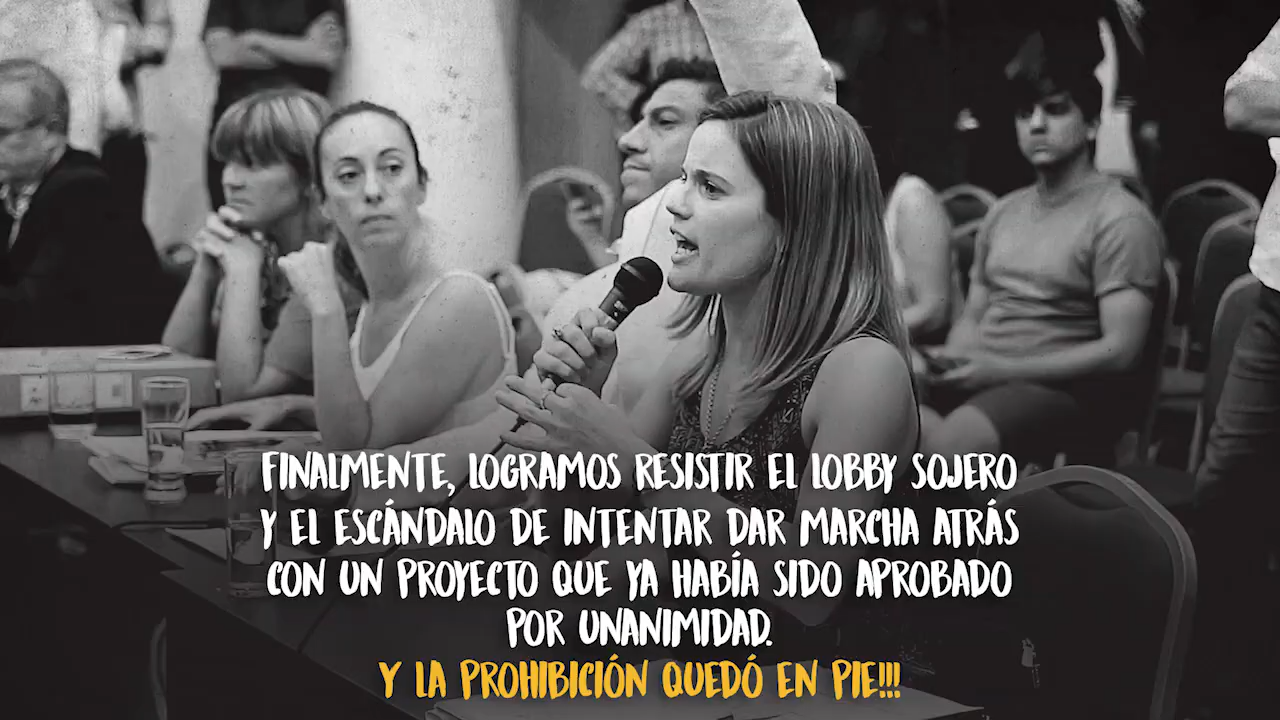 FINALMENTE, LOGRAMOS RESISTIR EL LOBBY SOJERO
Y EL ESCÁNDALO DE INTENTAR DAR MARCHA ATRÁS
CON UN PROYECTO QUE YA HABÍA SIDO APROBADO
POR UNANIMIDAD.
Y LA PROHIBICIÓN QUEDÓ EN PIE!!!